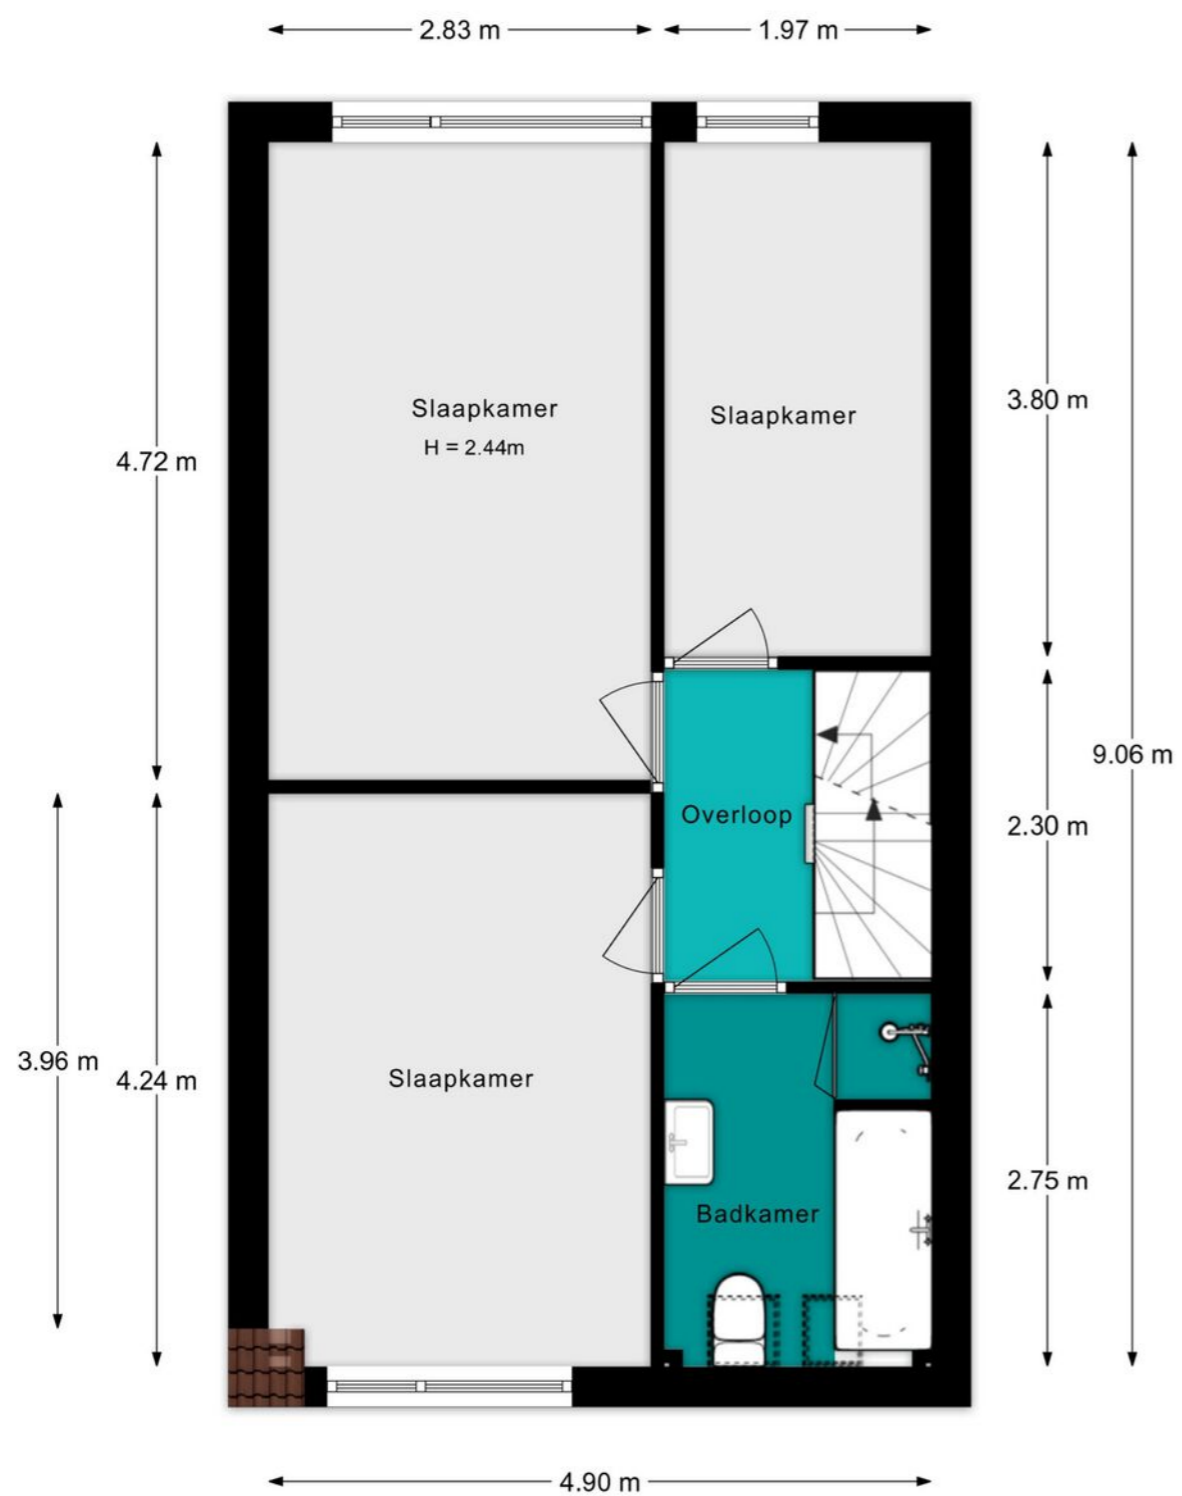 2.83 m
1.97 m
Slaapkamer
H = 2.44m
Slaapkamer
3.80 m
4.72 m
9.06 m
Overloop
2.30 m
3.96 m
4.24 m
Slaapkamer
2.75 m
Badkamer
4.90 m